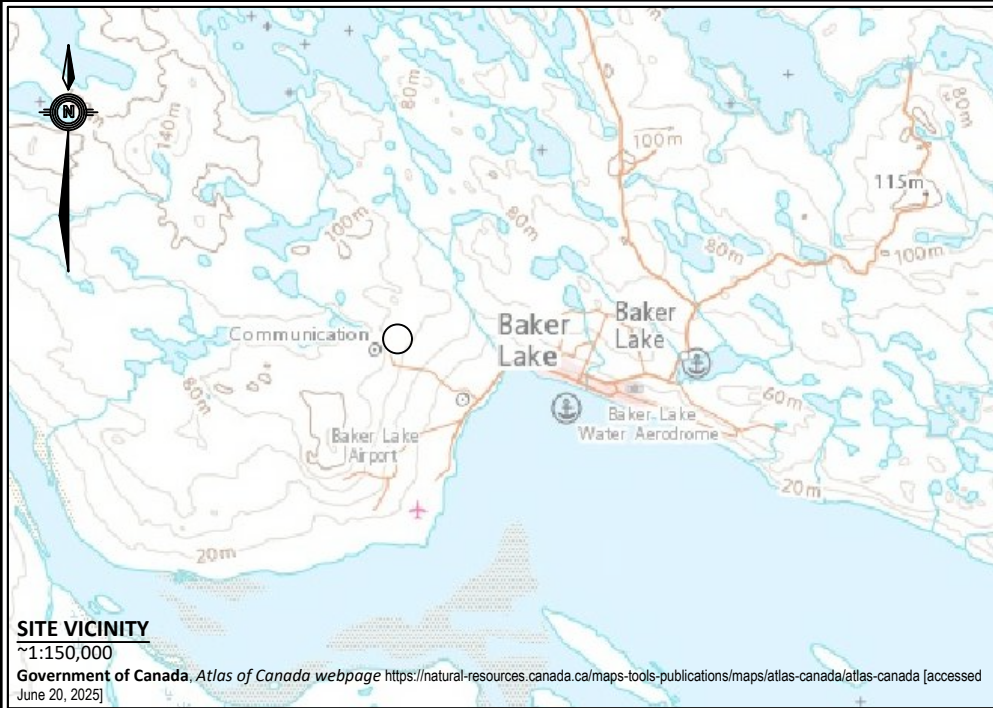 80m
140m
N
100m
80m
115m
100m
80m
80m
100m
Communication
Baker
Lake
Baker
Lake
80m
60m
Baker Lake
Water Aerodrome
Baker Lake
Airport
20m
20m
SITE VICINITY
~1:150,000
Government of Canada, Atlas of Canada webpage https://natural-resources.canada.ca/maps-tools-publications/maps/atlas-canada/atlas-canada [accessed
June 20, 2025]